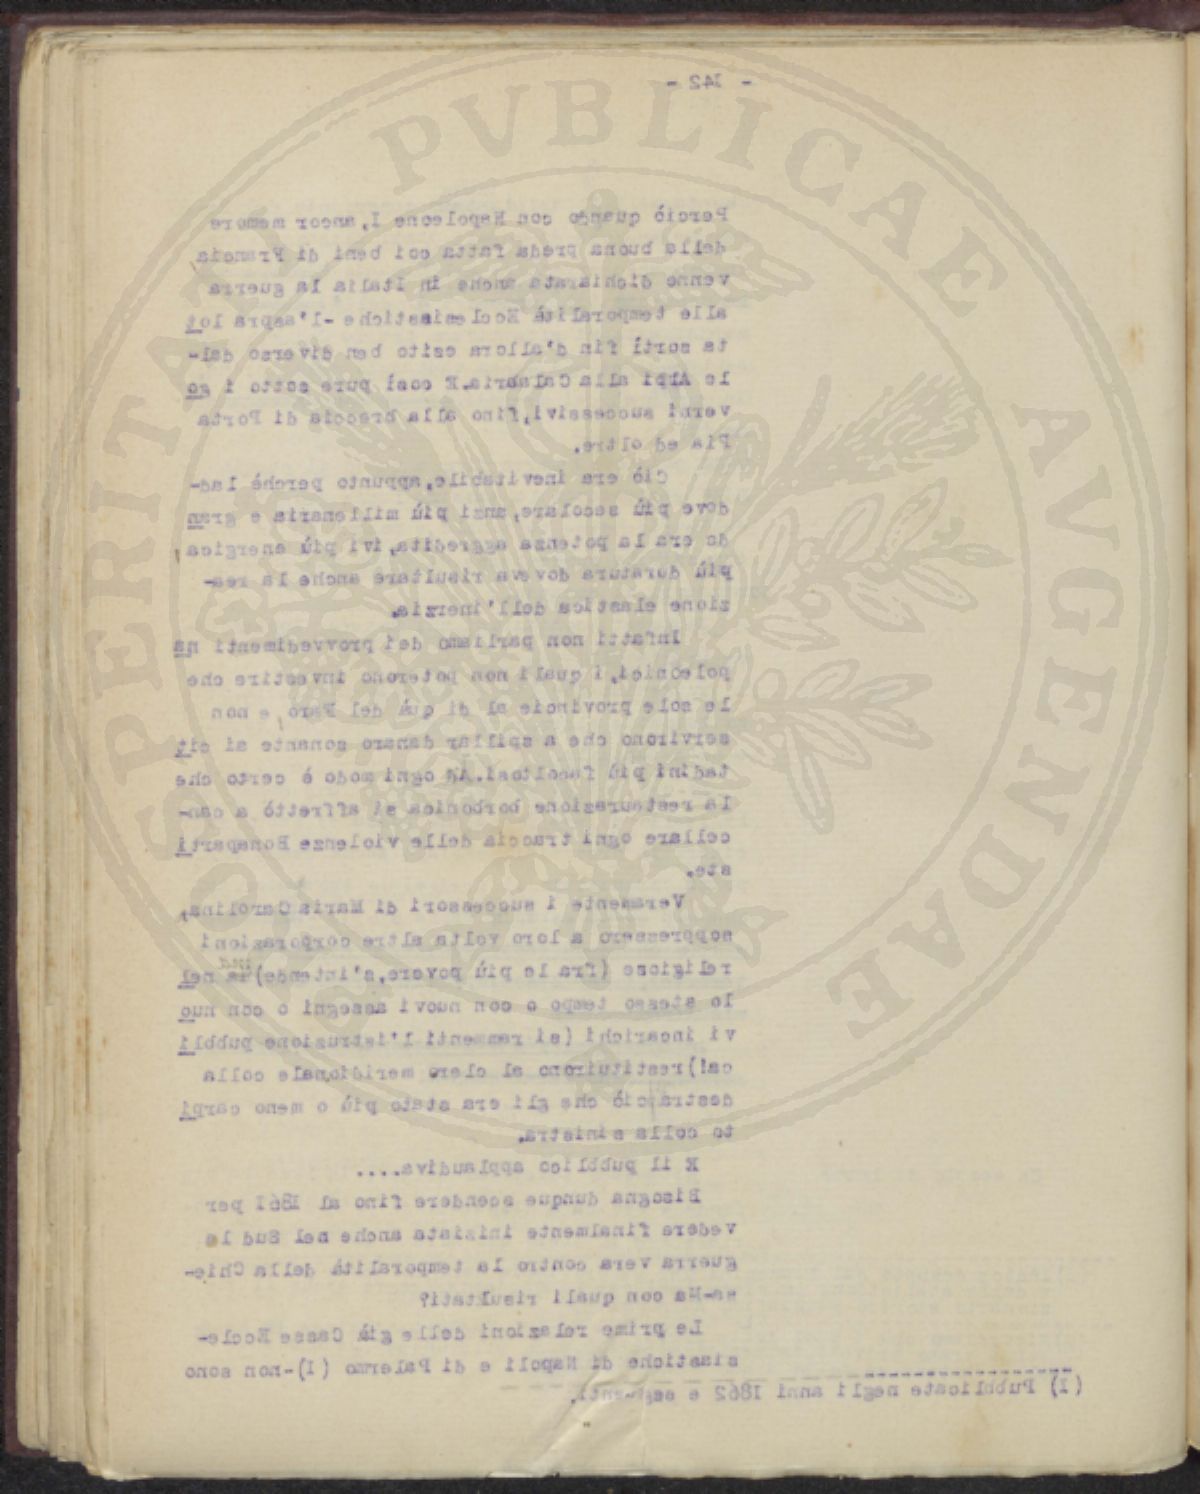 - 142 -
Perciò quando con Napoleone I, ancor memore
della buona preda fatta coi beni di Francia
venne dichiarata anche in Italia la guerra
alle temporalità Ecclesiastiche -l'aspra lot
ta sortì fin d'allora esito ben diverso dal-
le Alpi alla Calabria. E così pure sotto i go
verni successivi, fino alla breccia di Porta
Pia ed oltre.
Ciò era inevitabile, appunto perchè lad-
dove più secolare, anzi più millenaria e gran
de era la potenza aggredita, ivi più energica,
più duratura doveva risultare anche la rea-
zione elastica dell'inerzia.
Infatti non parliamo dei provvedimenti na
poleonici, i quali non poterono investire che
le sole provincie al di quà del Faro, e non
servirono che a spillar danaro sonante ai cit
tadini più facoltosi. Ad ogni modo è certo che
la restaurazione borbonica si affrettò a can-
cellare ogni traccia delle violenze Bonaparti
ste.
Veramente i successori di Maria Carolina,
soppressero a loro volta altre corporazioni
religiose (fra le più povere, s'intende) ma nel
lo stesso tempo o con nuovi assegni o con nuo
vi incarichi (si rammenti l'istruzione pubbli
ca!) restituirono al clero meridionale colla
destra ciò che gli era stato più o meno carpi
to colla sinistra.
E il pubblico applaudiva....
Bisogna dunque scendere fino al 1861 per
vedere finalmente iniziata anche nel Sud la
guerra vera contro la temporalità della Chie-
sa-Ma con quali risultati?
Le prime relazioni delle già Casse Eccle-
siastiche di Napoli e di Palermo (I)-non sono
(I) Pubblicate negli anni 1862 e seguenti.
SPERITATI PVBLICAE AVGENDAE